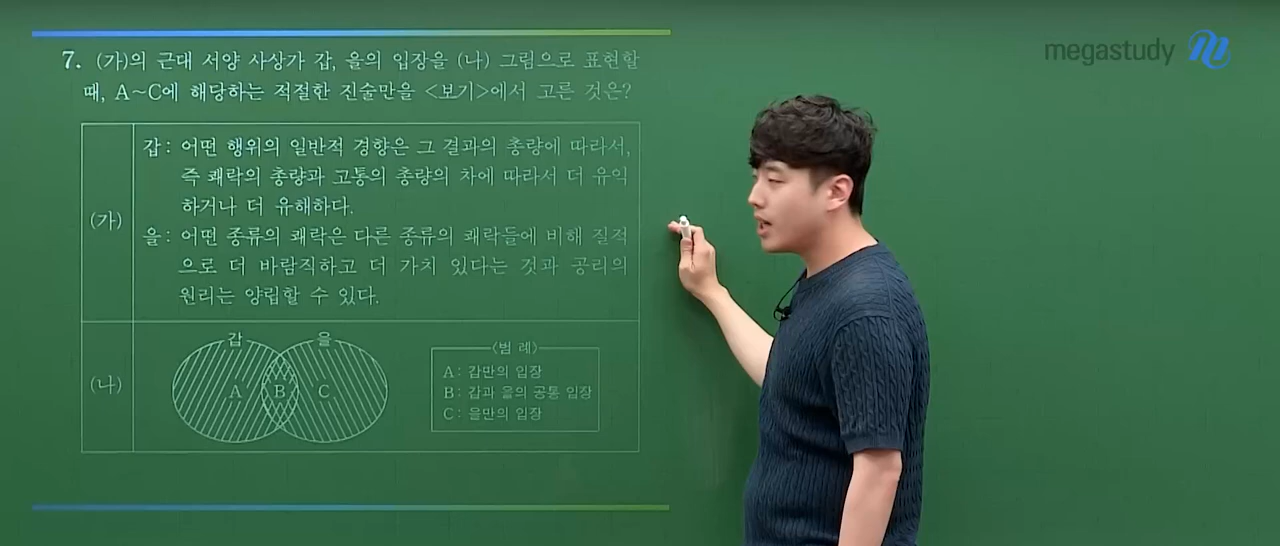 megastudy
7. (가)의 근대 서양 사상가 갑, 을의 입장을 (나) 그림으로 표현할
때, A~C에 해당하는 적절한 진술만을 <보기>에서 고른 것은?
(가)
갑: 어떤 행위의 일반적 경향은 그 결과의 총량에 따라서,
즉 쾌락의 총량과 고통의 총량의 차에 따라서 더 유익
하거나 더 유해하다.
을: 어떤 종류의 쾌락은 다른 종류의 쾌락들에 비해 질적
으로 더 바람직하고 더 가치 있다는 것과 공리의
원리는 양립할 수 있다.
(나)
갑 을
A B C
<범 례>
A: 갑만의 입장
B: 갑과 을의 공통 입장
C: 을만의 입장